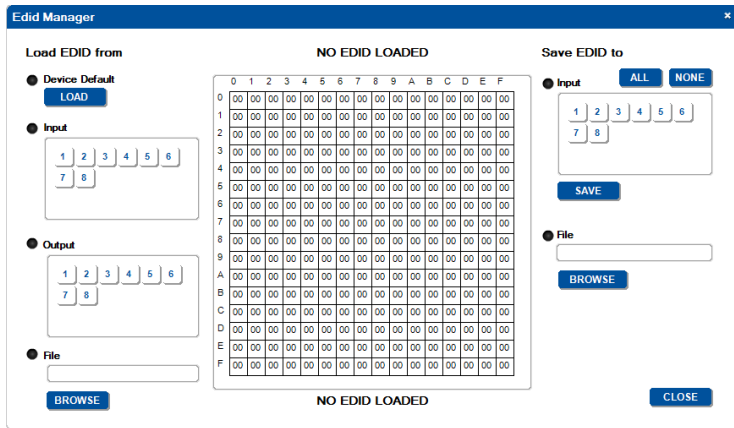 Edid Manager ×
Load EDID from
Device Default
LOAD
Input
1 2 3 4 5 6
7 8
Output
1 2 3 4 5 6
7 8
File
BROWSE
NO EDID LOADED
0 1 2 3 4 5 6 7 8 9 A B C D E F
0 00 00 00 00 00 00 00 00 00 00 00 00 00 00 00 00
1 00 00 00 00 00 00 00 00 00 00 00 00 00 00 00 00
2 00 00 00 00 00 00 00 00 00 00 00 00 00 00 00 00
3 00 00 00 00 00 00 00 00 00 00 00 00 00 00 00 00
4 00 00 00 00 00 00 00 00 00 00 00 00 00 00 00 00
5 00 00 00 00 00 00 00 00 00 00 00 00 00 00 00 00
6 00 00 00 00 00 00 00 00 00 00 00 00 00 00 00 00
7 00 00 00 00 00 00 00 00 00 00 00 00 00 00 00 00
8 00 00 00 00 00 00 00 00 00 00 00 00 00 00 00 00
9 00 00 00 00 00 00 00 00 00 00 00 00 00 00 00 00
A 00 00 00 00 00 00 00 00 00 00 00 00 00 00 00 00
B 00 00 00 00 00 00 00 00 00 00 00 00 00 00 00 00
C 00 00 00 00 00 00 00 00 00 00 00 00 00 00 00 00
D 00 00 00 00 00 00 00 00 00 00 00 00 00 00 00 00
E 00 00 00 00 00 00 00 00 00 00 00 00 00 00 00 00
F 00 00 00 00 00 00 00 00 00 00 00 00 00 00 00 00
NO EDID LOADED
Save EDID to
Input ALL NONE
1 2 3 4 5 6
7 8
SAVE
File
BROWSE
CLOSE